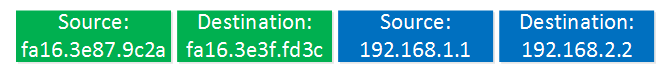 Source:
fa16.3e87.9c2a
Destination:
fa16.3e3f.fd3c
Source:
192.168.1.1
Destination:
192.168.2.2